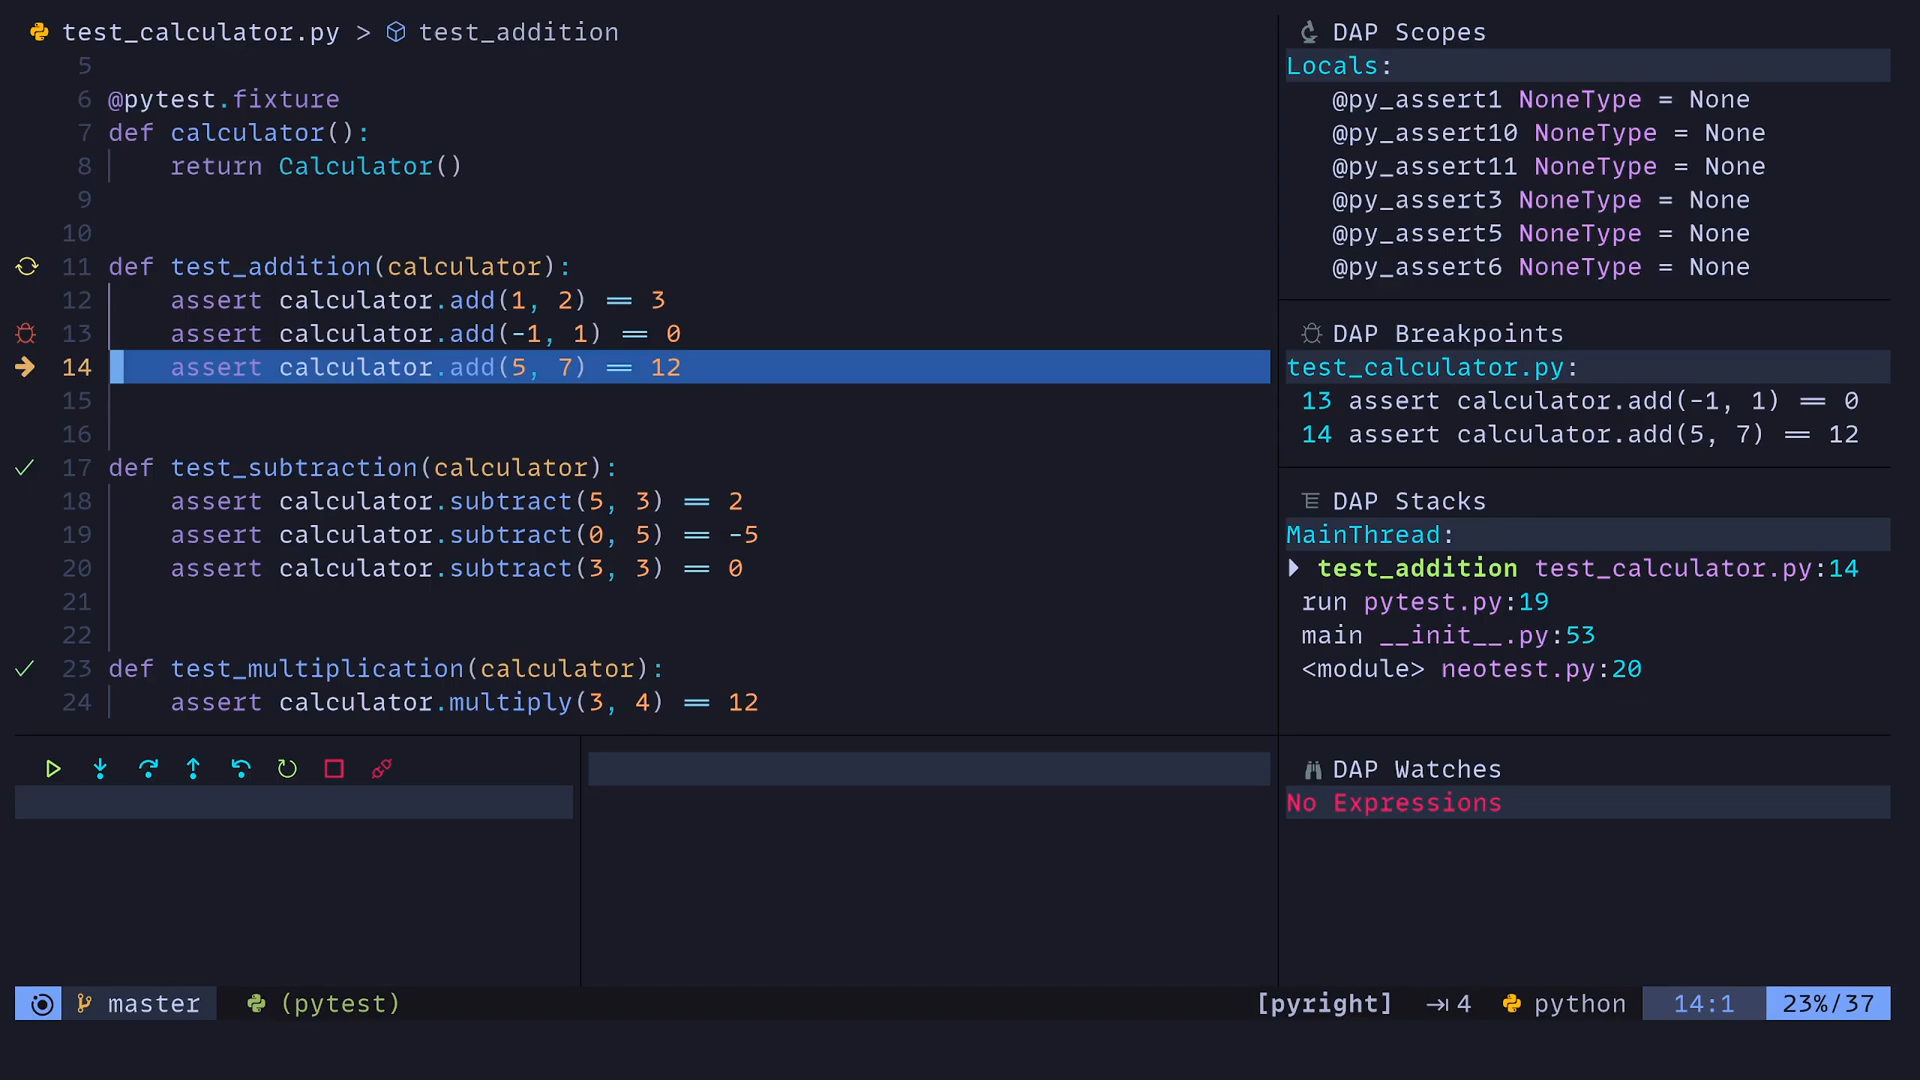 test_calculator.py > test_addition
5
6 @pytest.fixture
7 def calculator():
8 return Calculator()
9
10
11 def test_addition(calculator):
12 assert calculator.add(1, 2) == 3
13 assert calculator.add(-1, 1) == 0
14 assert calculator.add(5, 7) == 12
15
16
17 def test_subtraction(calculator):
18 assert calculator.subtract(5, 3) == 2
19 assert calculator.subtract(0, 5) == -5
20 assert calculator.subtract(3, 3) == 0
21
22
23 def test_multiplication(calculator):
24 assert calculator.multiply(3, 4) == 12
DAP Scopes
Locals:
@py_assert1 NoneType = None
@py_assert10 NoneType = None
@py_assert11 NoneType = None
@py_assert3 NoneType = None
@py_assert5 NoneType = None
@py_assert6 NoneType = None
DAP Breakpoints
test_calculator.py:
13 assert calculator.add(-1, 1) == 0
14 assert calculator.add(5, 7) == 12
DAP Stacks
MainThread:
test_addition test_calculator.py:14
run pytest.py:19
main __init__.py:53
<module> neotest.py:20
DAP Watches
No Expressions
master (pytest) [pyright] 4 python 14:1 23%/37